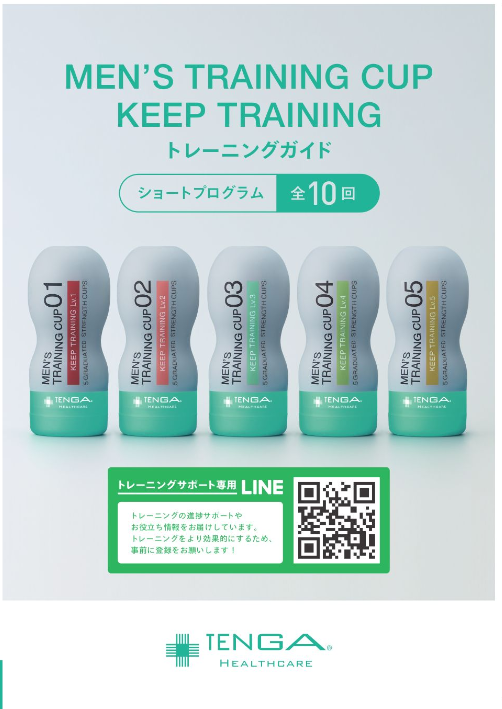 MEN'S TRAINING CUP
KEEP TRAINING
トレーニングガイド
ショートプログラム 全10回
MEN'S TRAINING CUP 01
KEEP TRAINING Lv.1
5 GRADUATED STRENGTH CUPS
TENGA®
HEALTHCARE
MEN'S TRAINING CUP 02
KEEP TRAINING Lv.2
5 GRADUATED STRENGTH CUPS
TENGA®
HEALTHCARE
MEN'S TRAINING CUP 03
KEEP TRAINING Lv.3
5 GRADUATED STRENGTH CUPS
TENGA®
HEALTHCARE
MEN'S TRAINING CUP 04
KEEP TRAINING Lv.4
5 GRADUATED STRENGTH CUPS
TENGA®
HEALTHCARE
MEN'S TRAINING CUP 05
KEEP TRAINING Lv.5
5 GRADUATED STRENGTH CUPS
TENGA®
HEALTHCARE
トレーニングサポート専用 LINE
トレーニングの進捗サポートや
お役立ち情報をお届けしています。
トレーニングをより効果的にするため、
事前に登録をお願いします!
TENGA®
HEALTHCARE